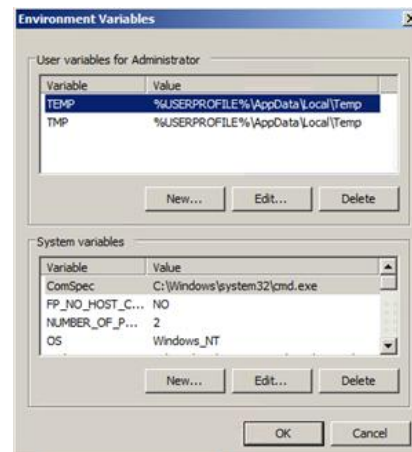 Environment Variables
User variables for Administrator
Variable Value
TEMP %USERPROFILE%\AppData\Local\Temp
TMP %USERPROFILE%\AppData\Local\Temp
New... Edit... Delete
System variables
Variable Value
ComSpec C:\Windows\system32\cmd.exe
FP_NO_HOST_C... NO
NUMBER_OF_P... 2
OS Windows_NT
New... Edit... Delete
OK Cancel